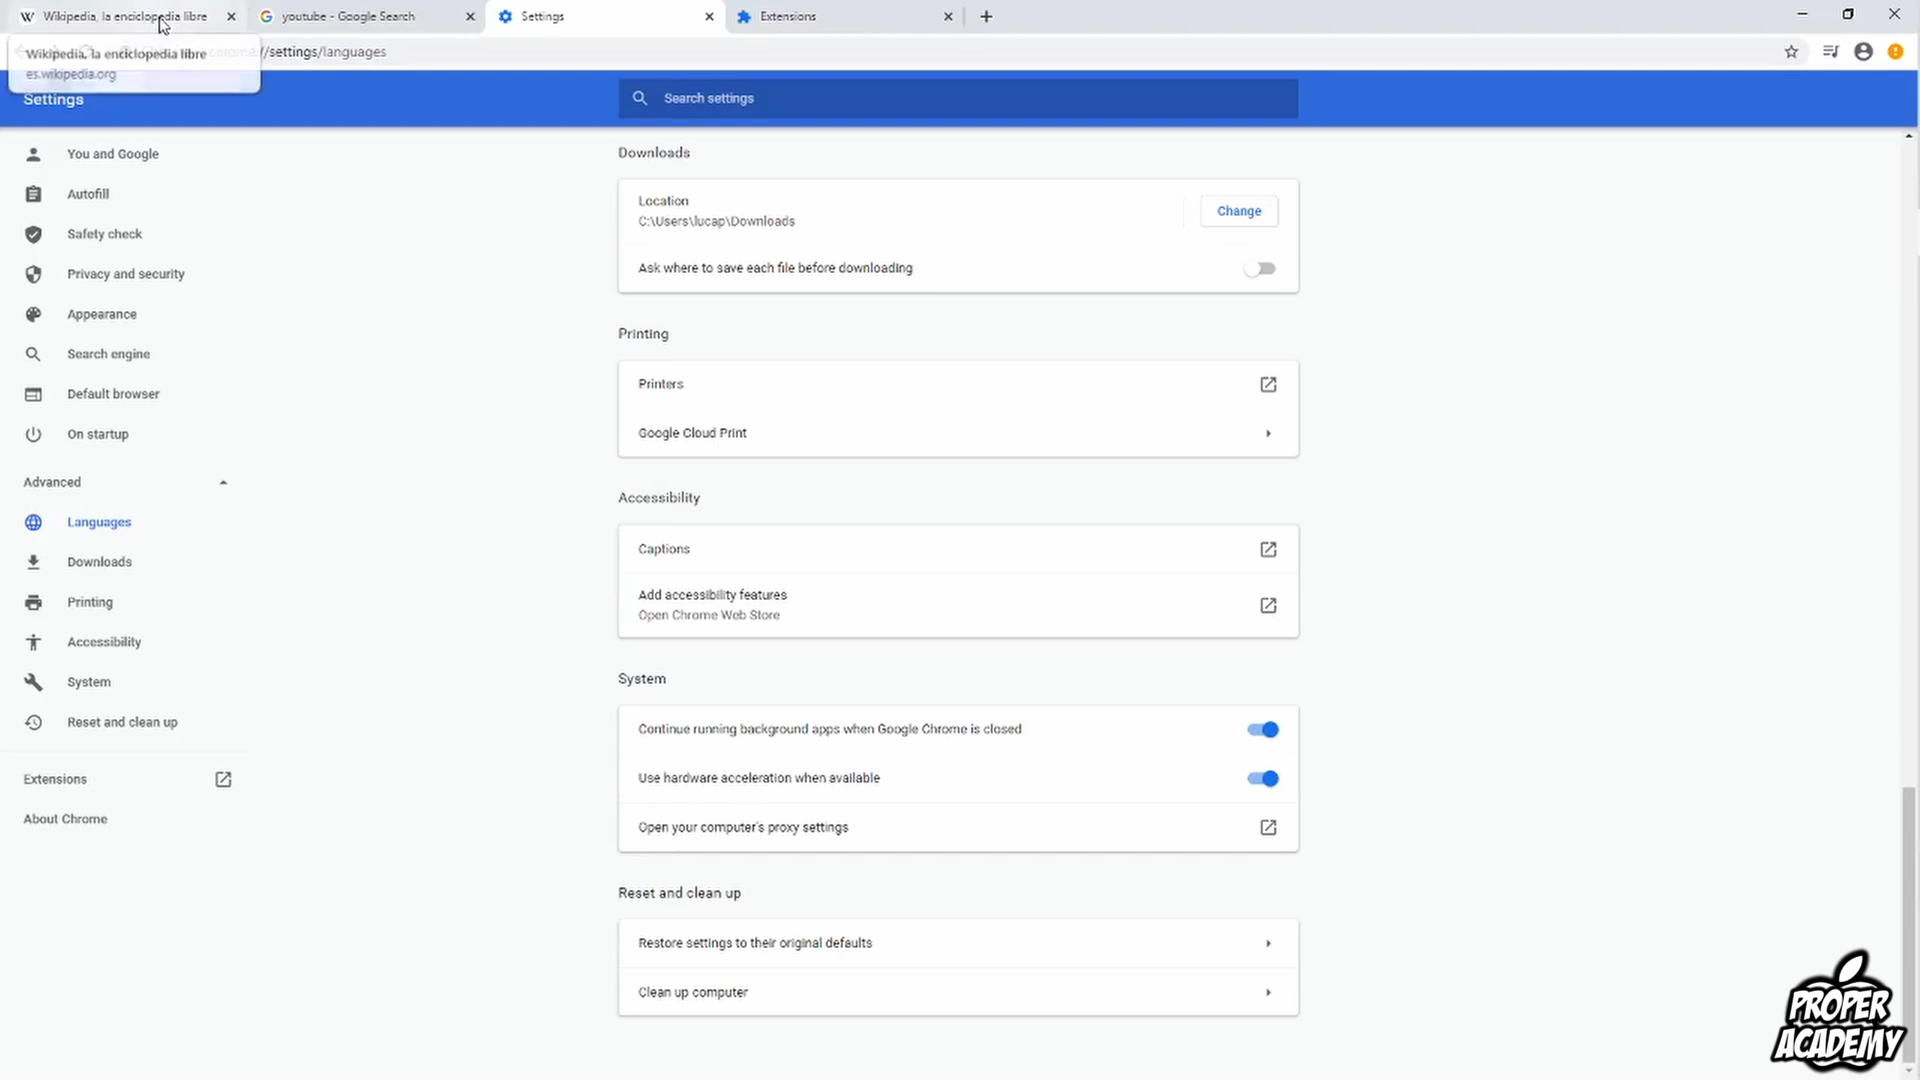 Wikipedia, la enciclopedia libre
youtube - Google Search
Settings
Extensions
//settings/languages
Wikipedia, la enciclopedia libre
es.wikipedia.org
Settings
Search settings
You and Google
Autofill
Safety check
Privacy and security
Appearance
Search engine
Default browser
On startup
Advanced
Languages
Downloads
Printing
Accessibility
System
Reset and clean up
Extensions
About Chrome
Downloads
Location
C:\Users\lucap\Downloads
Change
Ask where to save each file before downloading
Printing
Printers
Google Cloud Print
Accessibility
Captions
Add accessibility features
Open Chrome Web Store
System
Continue running background apps when Google Chrome is closed
Use hardware acceleration when available
Open your computer's proxy settings
Reset and clean up
Restore settings to their original defaults
Clean up computer
PROPER
ACADEMY